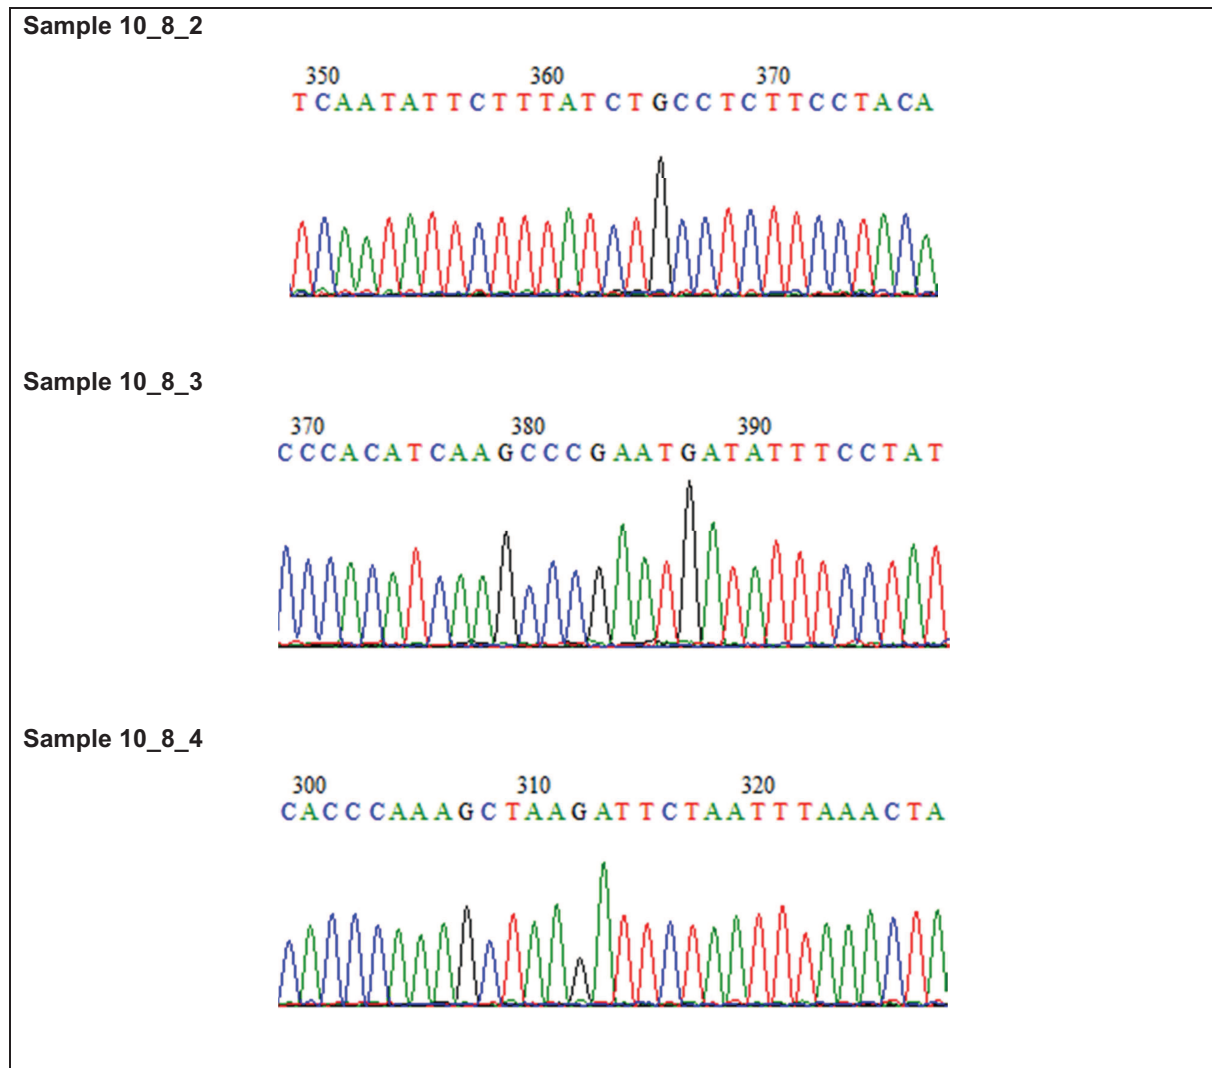 Sample 10_8_2
350 360 370
TCAATATTCTTTATCTGCCTCTTCCTACA
Sample 10_8_3
370 380 390
CCCACATCAAGCCCGAATGATATTTCCTAT
Sample 10_8_4
300 310 320
CACCCAAAGCTAAGATTCTAATTTAAACTA